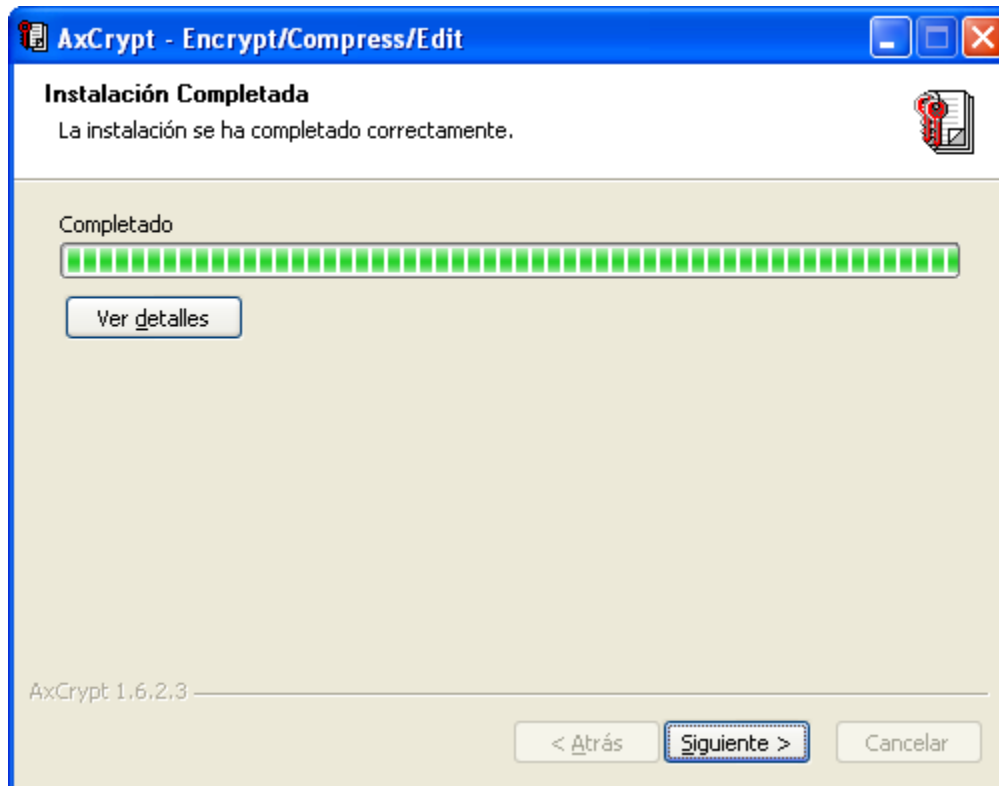 AxCrypt - Encrypt/Compress/Edit
Instalación Completada
La instalación se ha completado correctamente.
Completado
Ver detalles
AxCrypt 1.6.2.3
< Atrás
Siguiente >
Cancelar